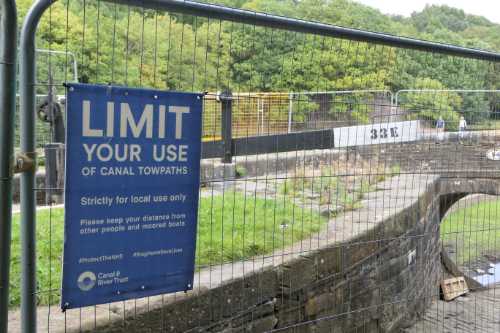 LIMIT
YOUR USE
OF CANAL TOWPATHS
Strictly for local use only
Please keep your distance from
other people and moored boats
#ProtectTheNHS #StayHomeSaveLives
Canal &
River Trust
33E